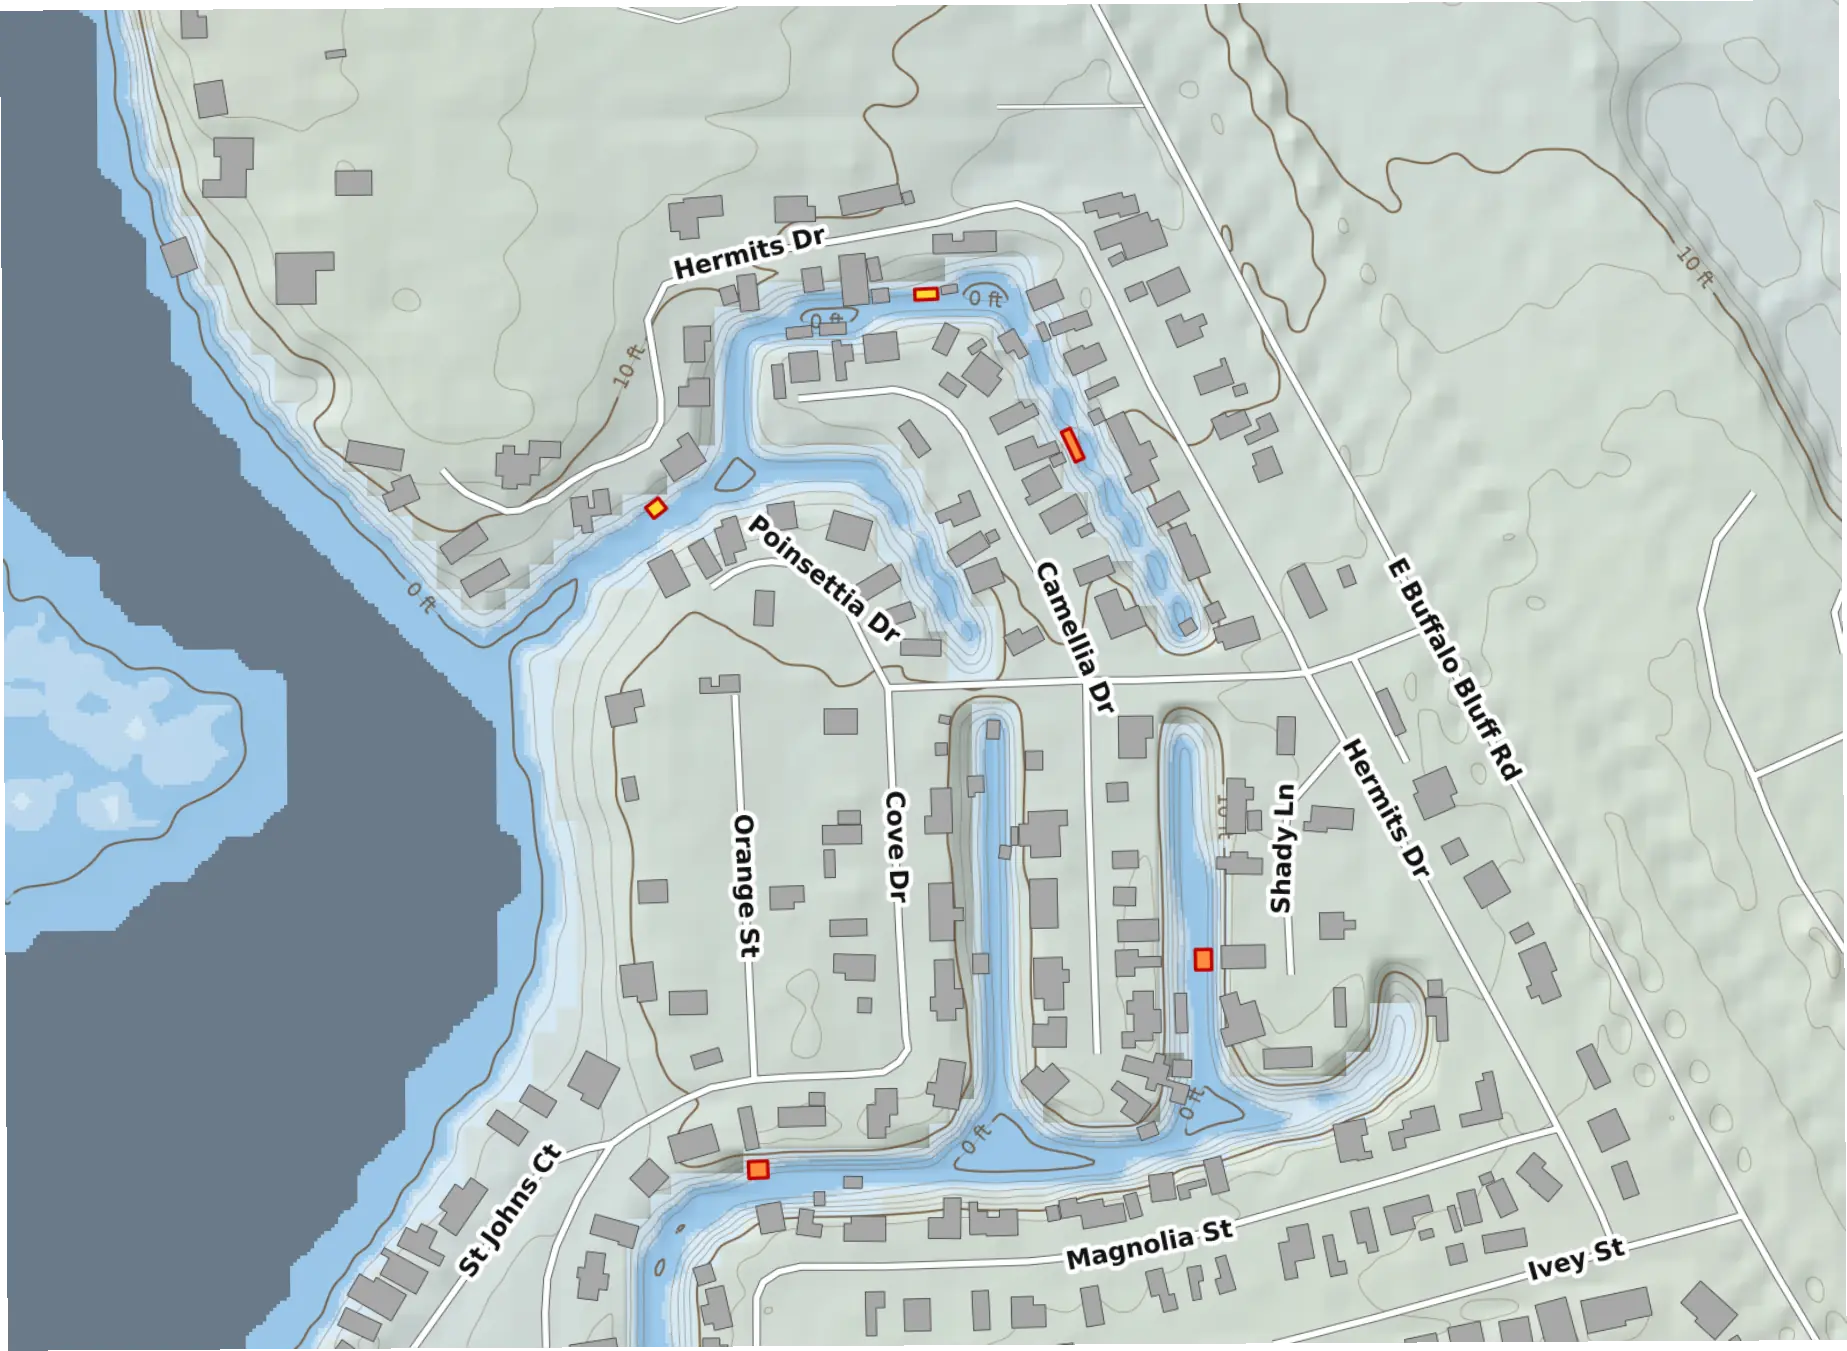 Hermits Dr
10 ft
0 ft
0 ft
10 ft
0 ft
Poinsettia Dr
Camellia Dr
E Buffalo Bluff Rd
Hermits Dr
Orange St
Cove Dr
Shady Ln
10 ft
0 ft
0 ft
St Johns Ct
Magnolia St
Ivey St